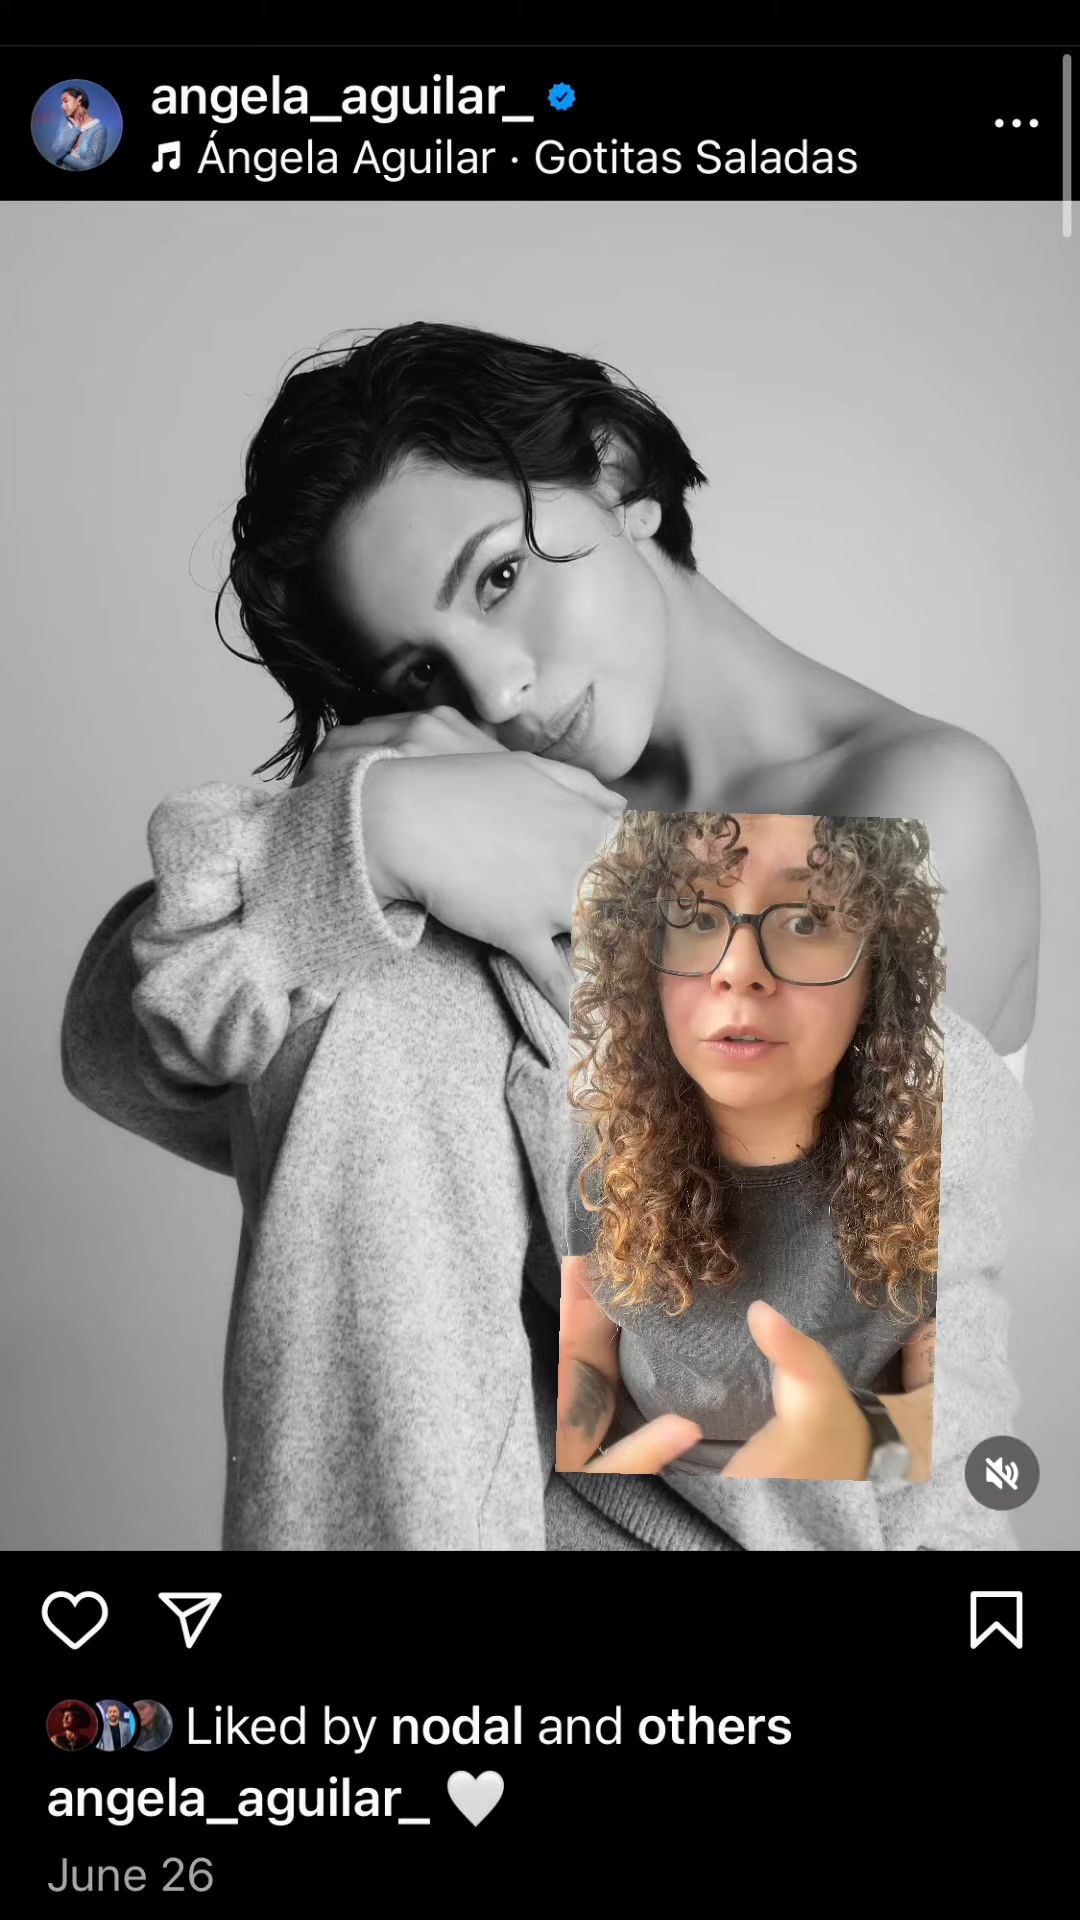 angela_aguilar_
Ángela Aguilar · Gotitas Saladas
Liked by nodal and others
angela_aguilar_ 🤍
June 26